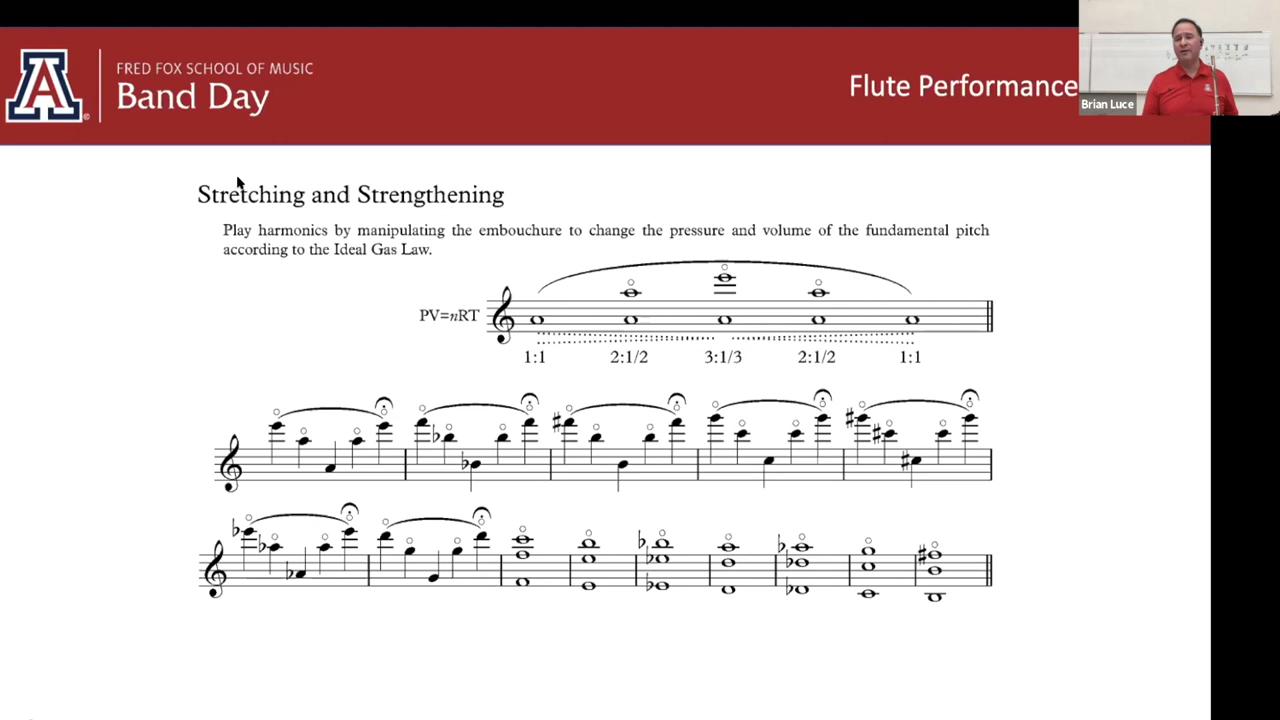 FRED FOX SCHOOL OF MUSIC
Band Day
Flute Performance
Brian Luce
Stretching and Strengthening
Play harmonics by manipulating the embouchure to change the pressure and volume of the fundamental pitch
according to the Ideal Gas Law.
PV=nRT
1:1 2:1/2 3:1/3 2:1/2 1:1